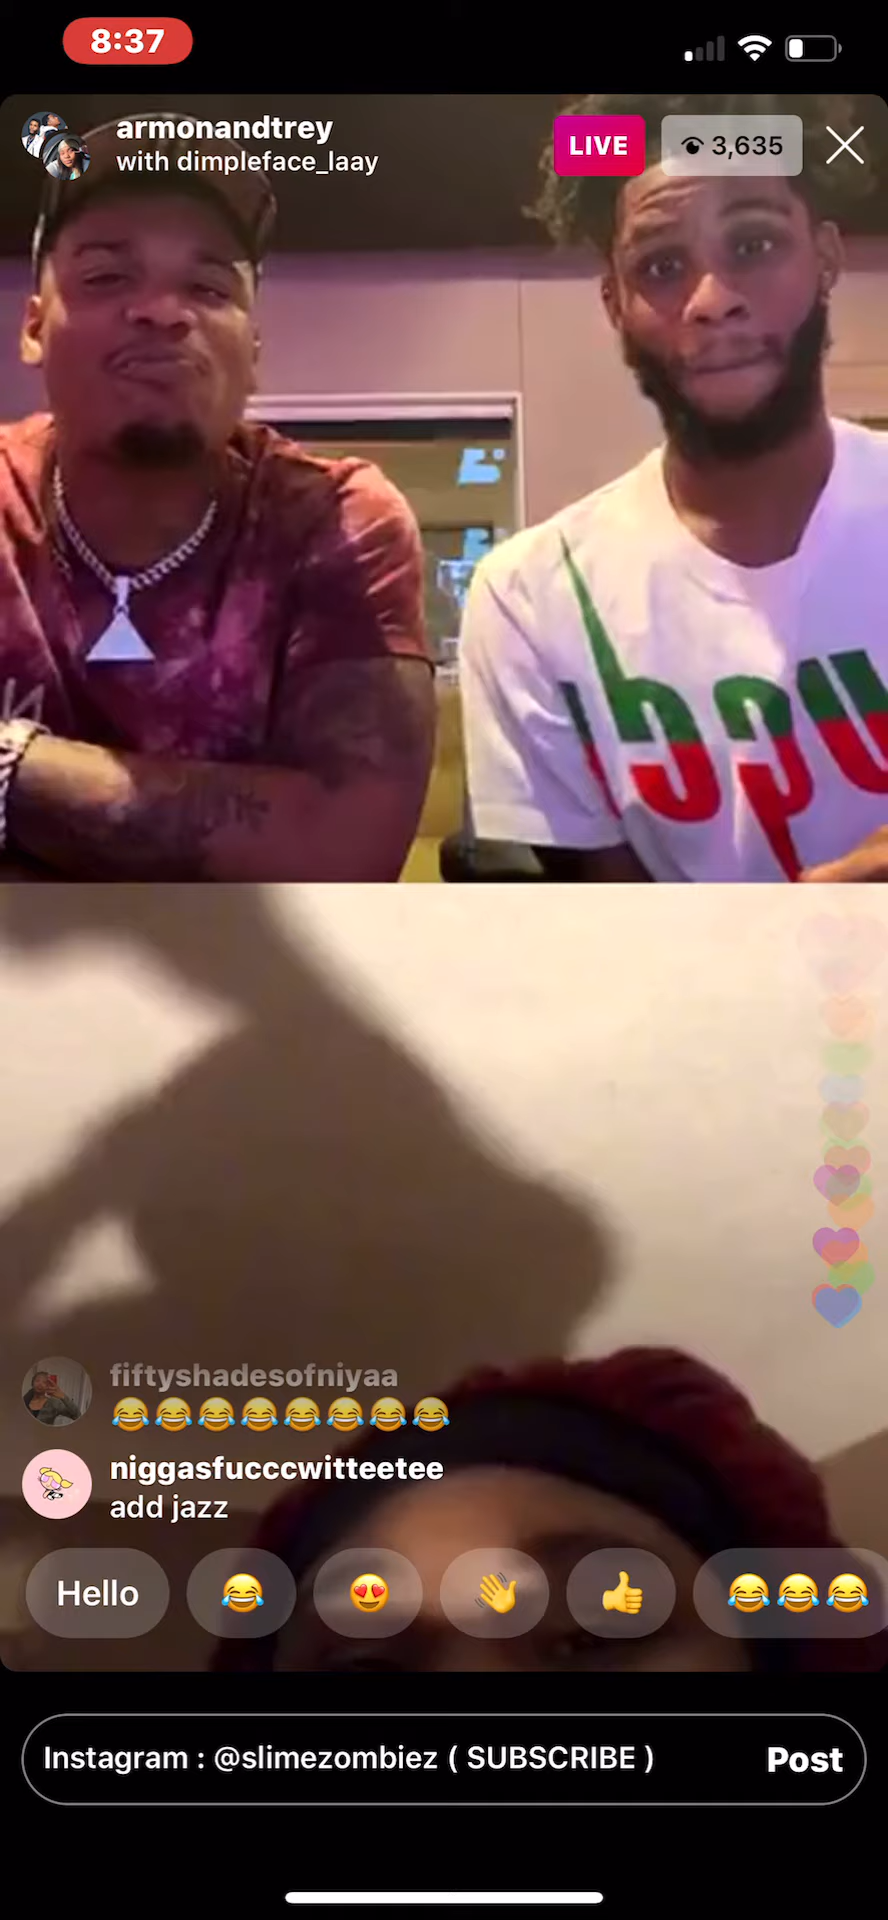 8:37
armonandtrey
with dimpleface_laay
LIVE
3,635
fiftyshadesofniyaa
😂😂😂😂😂😂😂😂
niggasfucccwitteetee
add jazz
Hello 😂 😍 👋 👍 😂😂😂
Instagram : @slimezombiez ( SUBSCRIBE ) Post